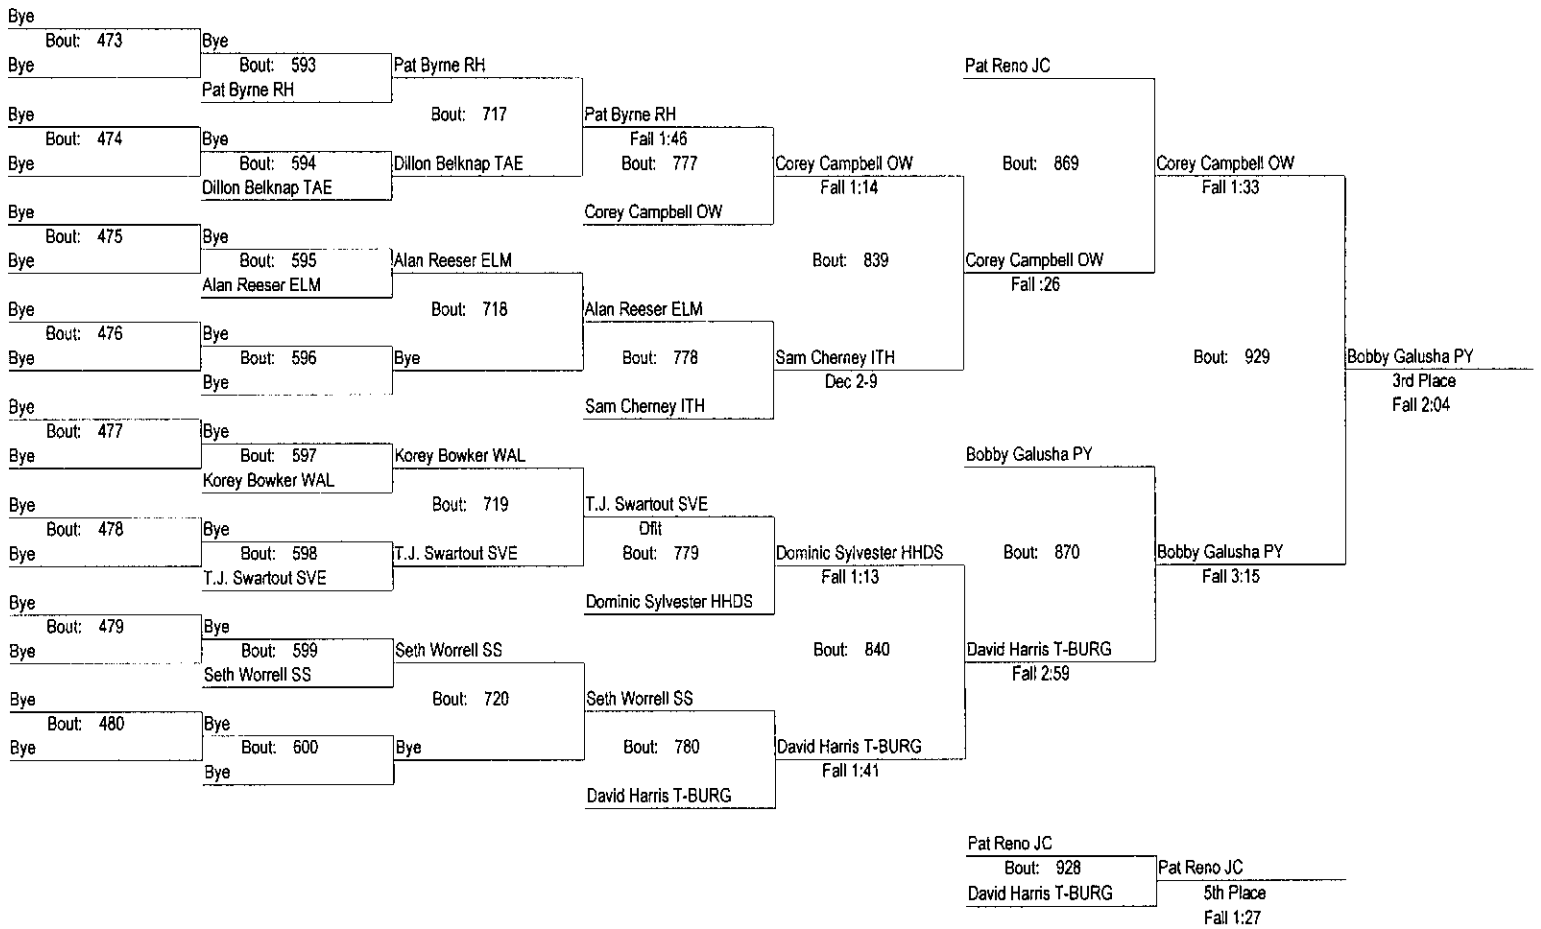 Bye
Bout: 473
Bye
Bye
Bout: 474
Bye
Bye
Bout: 475
Bye
Bye
Bout: 476
Bye
Bye
Bout: 477
Bye
Bye
Bout: 478
Bye
Bye
Bout: 479
Bye
Bye
Bout: 480
Bye
Bye
Bout: 593
Pat Byrne RH
Bye
Bout: 594
Dillon Belknap TAE
Bye
Bout: 595
Alan Reeser ELM
Bye
Bout: 596
Bye
Bye
Bout: 597
Korey Bowker WAL
Bye
Bout: 598
T.J. Swartout SVE
Bye
Bout: 599
Seth Worrell SS
Bye
Bout: 600
Bye
Pat Byrne RH
Bout: 717
Dillon Belknap TAE
Alan Reeser ELM
Bout: 718
Bye
Korey Bowker WAL
Bout: 719
T.J. Swartout SVE
Seth Worrell SS
Bout: 720
Bye
Pat Byrne RH
Fall 1:46
Bout: 777
Corey Campbell OW
Alan Reeser ELM
Bout: 778
Sam Cherney ITH
T.J. Swartout SVE
Dflt
Bout: 779
Dominic Sylvester HHDS
Seth Worrell SS
Bout: 780
David Harris T-BURG
Corey Campbell OW
Fall 1:14
Bout: 839
Sam Cherney ITH
Dec 2-9
Dominic Sylvester HHDS
Fall 1:13
Bout: 840
David Harris T-BURG
Fall 1:41
Pat Reno JC
Bout: 869
Corey Campbell OW
Fall :26
Bobby Galusha PY
Bout: 870
David Harris T-BURG
Fall 2:59
Corey Campbell OW
Fall 1:33
Bout: 929
Bobby Galusha PY
Fall 3:15
Bobby Galusha PY
3rd Place
Fall 2:04
Pat Reno JC
Bout: 928
David Harris T-BURG
Pat Reno JC
5th Place
Fall 1:27